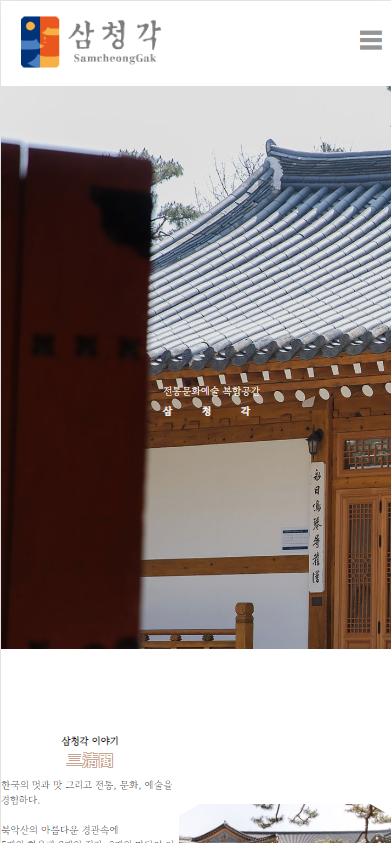 삼청각
SamcheongGak
전통문화예술 복합공간
삼 청 각
삼청각 이야기
三淸閣
한국의 멋과 맛 그리고 전통, 문화, 예술을
경험하다.
북악산의 아름다운 경관속에